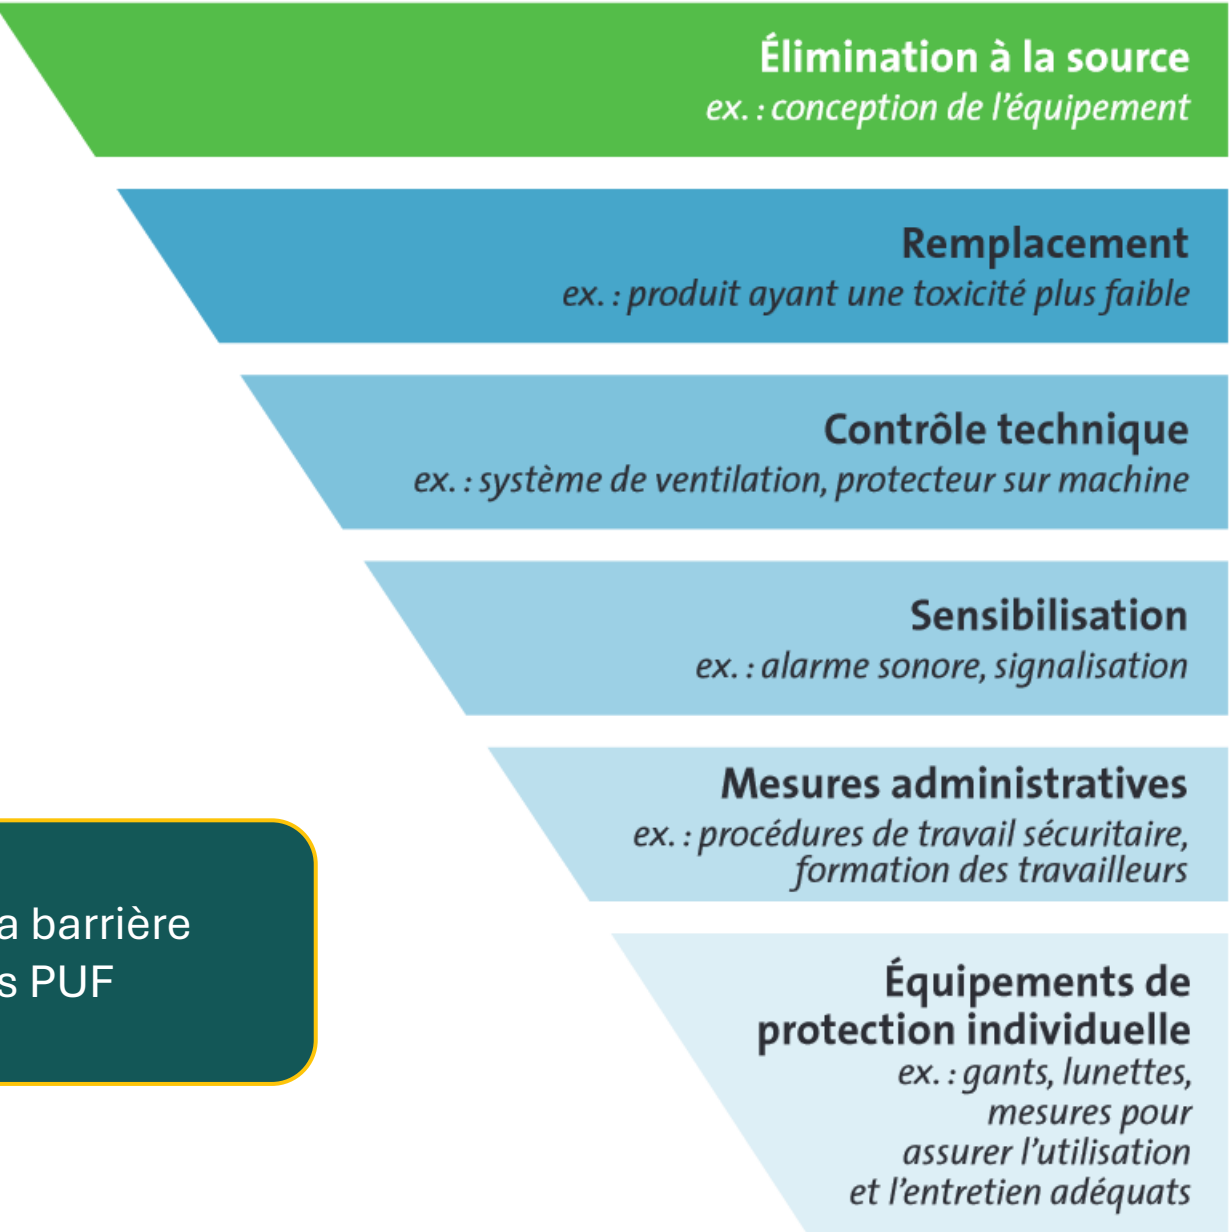 Élimination à la source
ex. : conception de l'équipement
Remplacement
ex. : produit ayant une toxicité plus faible
Contrôle technique
ex. : système de ventilation, protecteur sur machine
Sensibilisation
ex. : alarme sonore, signalisation
Mesures administratives
ex. : procédures de travail sécuritaire,
formation des travailleurs
a barrière
s PUF
Équipements de
protection individuelle
ex. : gants, lunettes,
mesures pour
assurer l'utilisation
et l'entretien adéquats